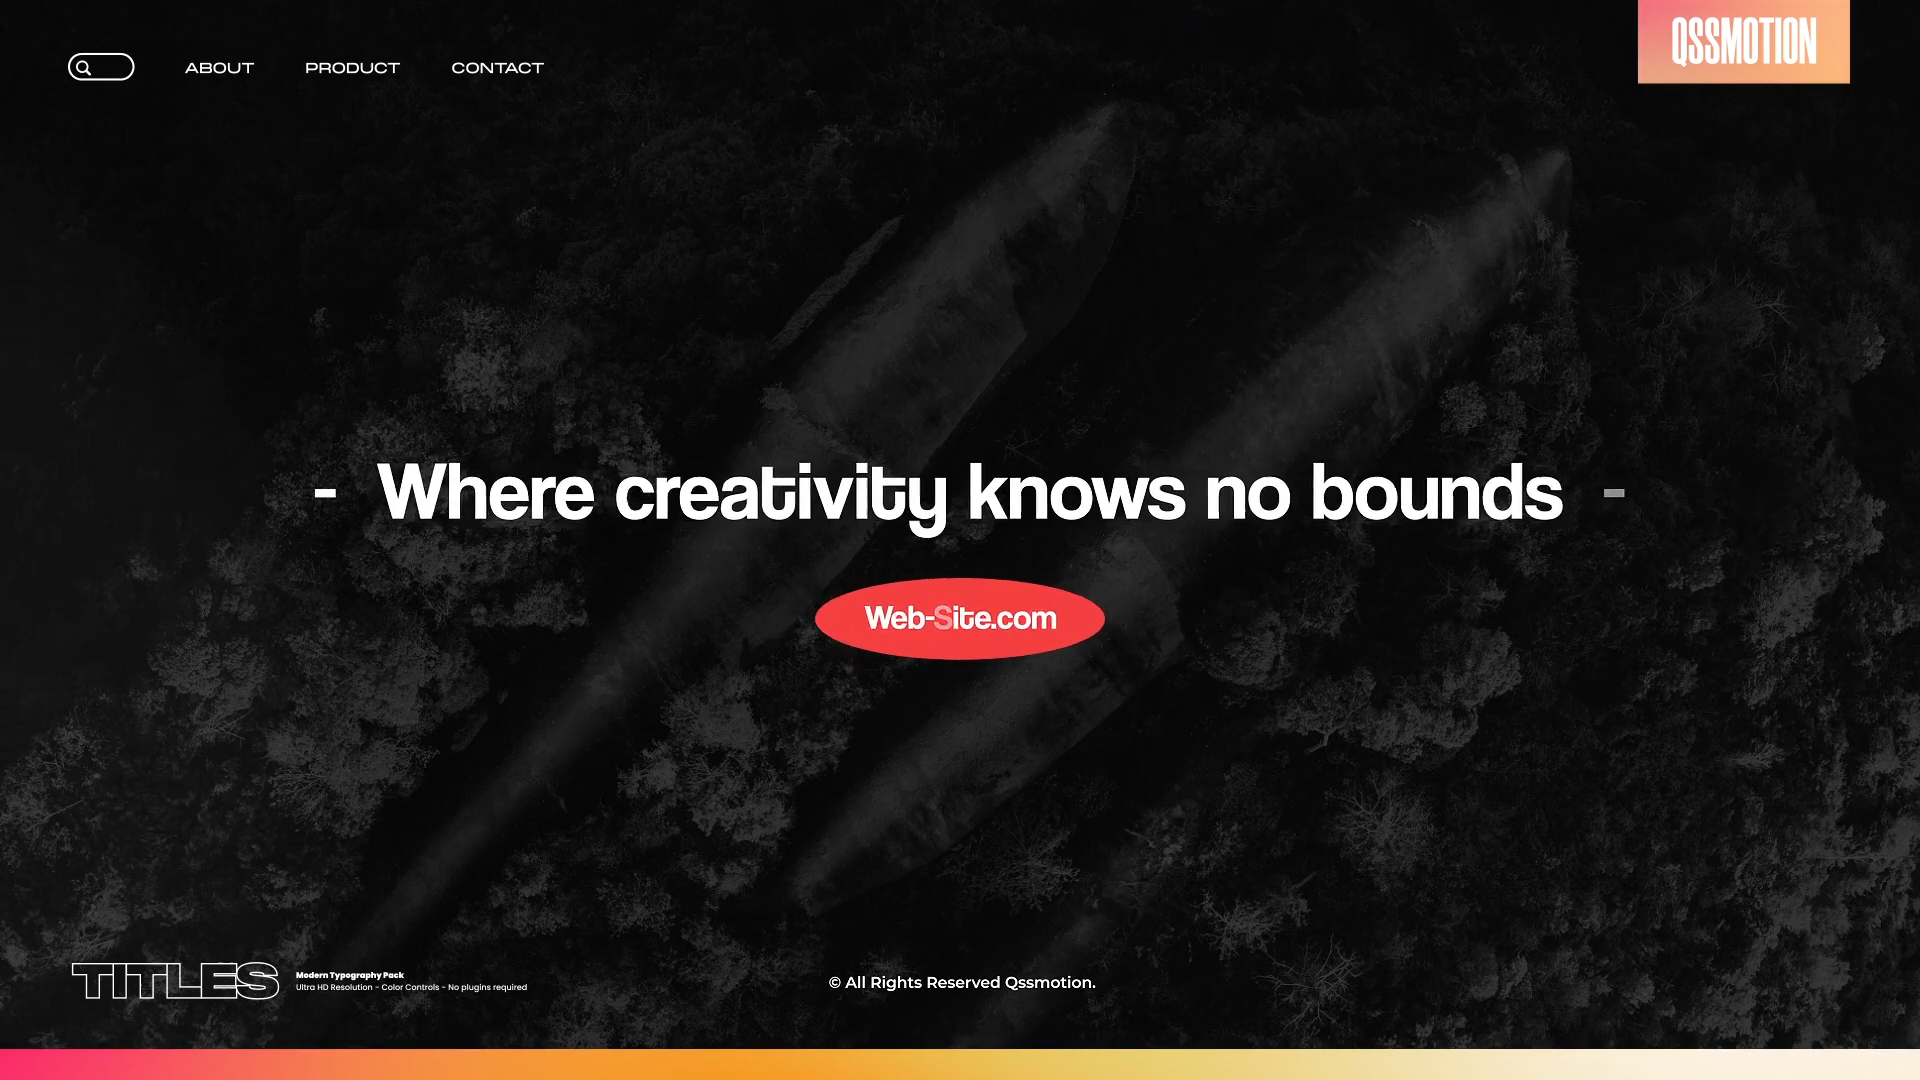 ABOUT
PRODUCT
CONTACT
QSSMOTION
- Where creativity knows no bounds -
Web-Site.com
TITLES
Modern Typography Pack
Ultra HD Resolution - Color Controls - No plugins required
© All Rights Reserved Qssmotion.